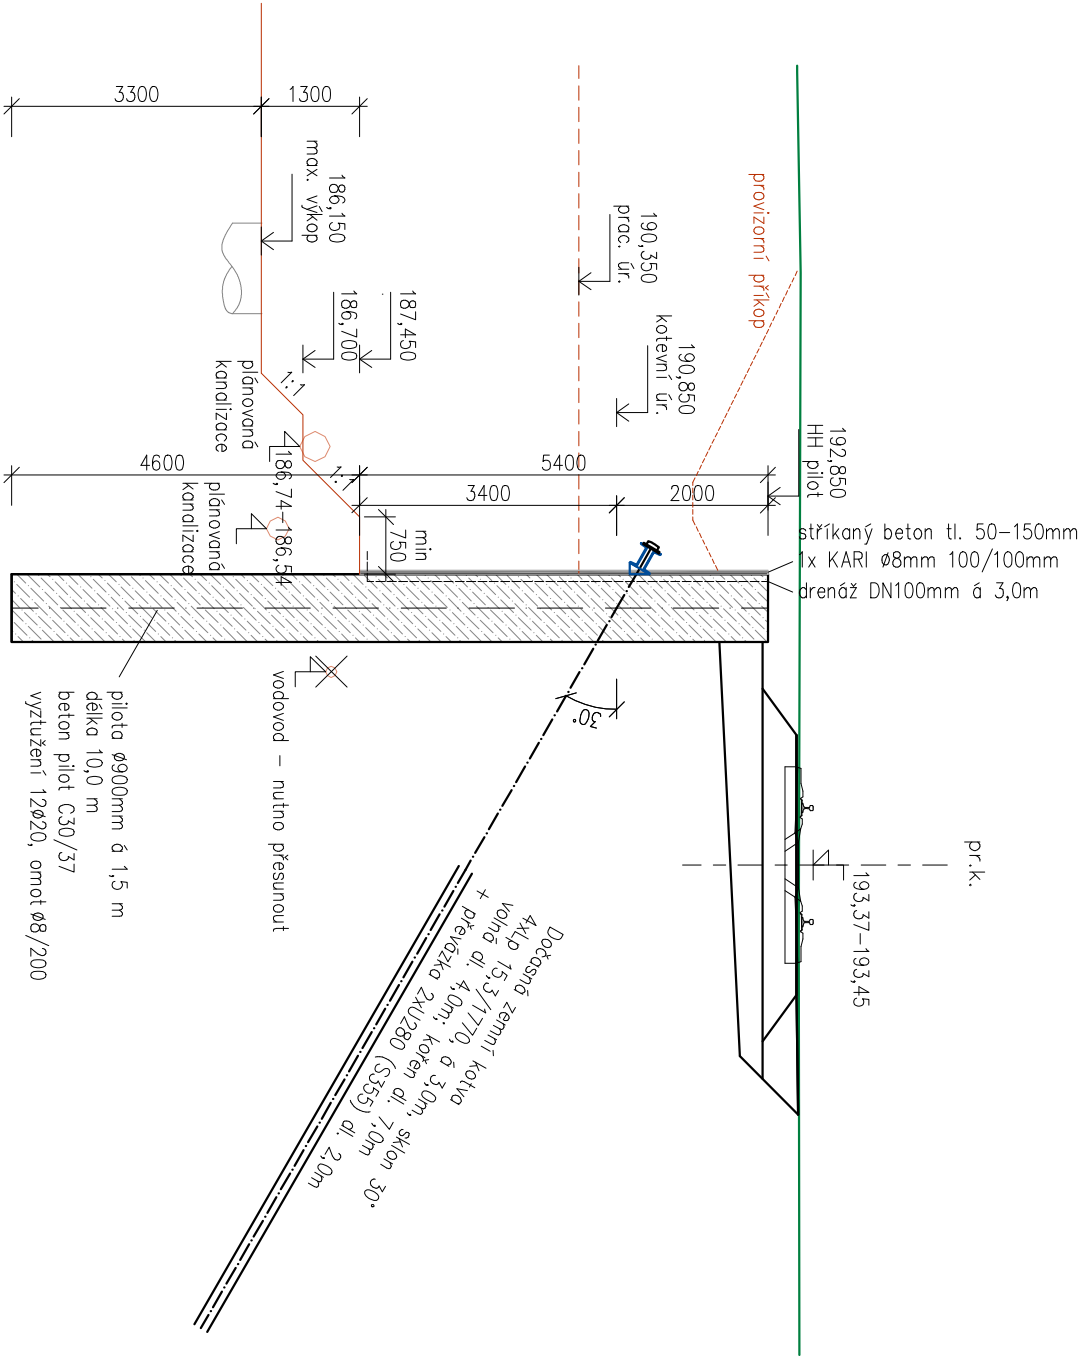 3300
1300
186,150
max. výkop
190,350
prac. úr.
provizorní příkop
187,450
186,700
190,850
kotevní úr.
192,850
HH pilot
plánovaná
kanalizace
1:1
1:1
4600
5400
3400
2000
186,74-186,54
plánovaná
kanalizace
min
750
stříkaný beton tl. 50-150mm
1x KARI ø8mm 100/100mm
drenáž DN100mm á 3,0m
30°
vodovod - nutno přesunout
pilota ø900mm á 1,5 m
délka 10,0 m
beton pilot C30/37
vyztužení 12ø20, omot ø8/200
pr.k.
193,37-193,45
Dočasná zemní kotva
4xLp 15,3/1770, á 3,0m, sklon 30°
volná dl. 4,0m; kořen dl. 7,0m
+ převázka 2xU280 (S355) dl. 2,0m